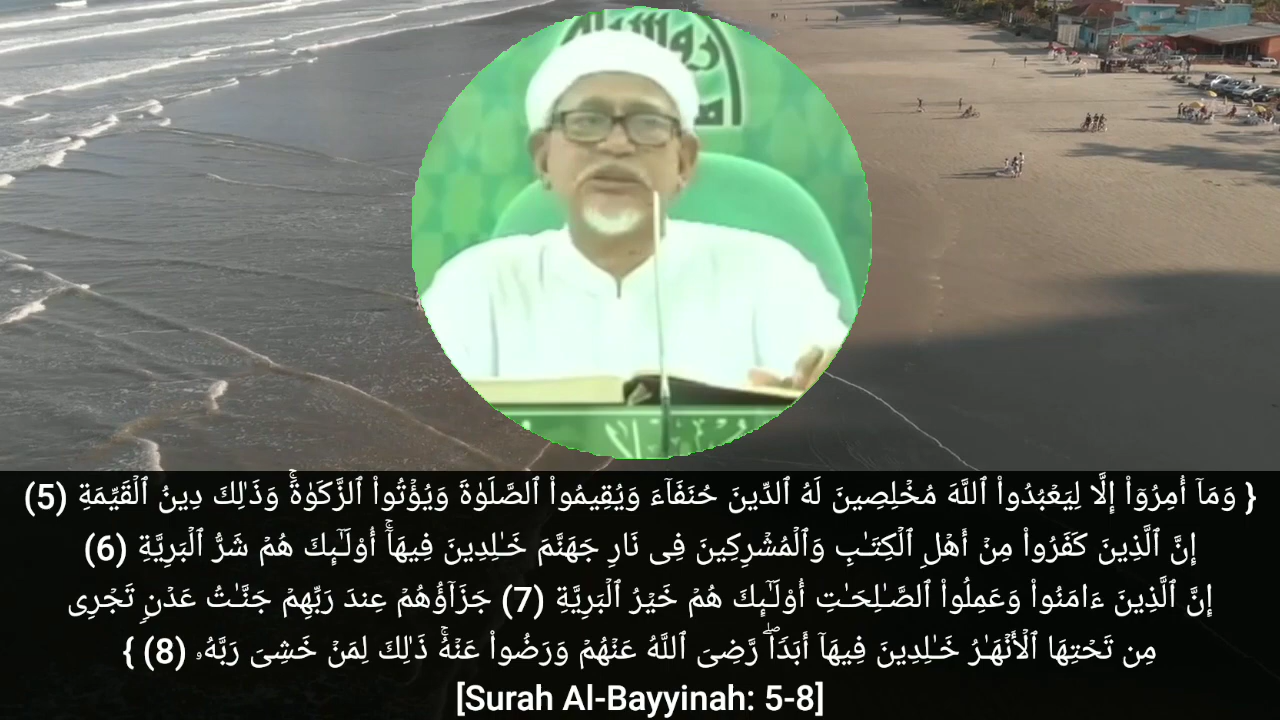 { وَمَآ أُمِرُوٓا۟ إِلَّا لِيَعْبُدُوا۟ ٱللَّهَ مُخْلِصِينَ لَهُ ٱلدِّينَ حُنَفَآءَ وَيُقِيمُوا۟ ٱلصَّلَوٰةَ وَيُؤْتُوا۟ ٱلزَّكَوٰةَۚ وَذَٰلِكَ دِينُ ٱلْقَيِّمَةِ (5)
إِنَّ ٱلَّذِينَ كَفَرُوا۟ مِنْ أَهْلِ ٱلْكِتَـٰبِ وَٱلْمُشْرِكِينَ فِى نَارِ جَهَنَّمَ خَـٰلِدِينَ فِيهَآۚ أُو۟لَـٰٓئِكَ هُمْ شَرُّ ٱلْبَرِيَّةِ (6)
إِنَّ ٱلَّذِينَ ءَامَنُوا۟ وَعَمِلُوا۟ ٱلصَّـٰلِحَـٰتِ أُو۟لَـٰٓئِكَ هُمْ خَيْرُ ٱلْبَرِيَّةِ (7) جَزَآؤُهُمْ عِندَ رَبِّهِمْ جَنَّـٰتُ عَدْنٍ تَجْرِى
مِن تَحْتِهَا ٱلْأَنْهَـٰرُ خَـٰلِدِينَ فِيهَآ أَبَدًاۖ رَّضِىَ ٱللَّهُ عَنْهُمْ وَرَضُوا۟ عَنْهُۚ ذَٰلِكَ لِمَنْ خَشِىَ رَبَّهُۥ (8) }
[Surah Al-Bayyinah: 5-8]